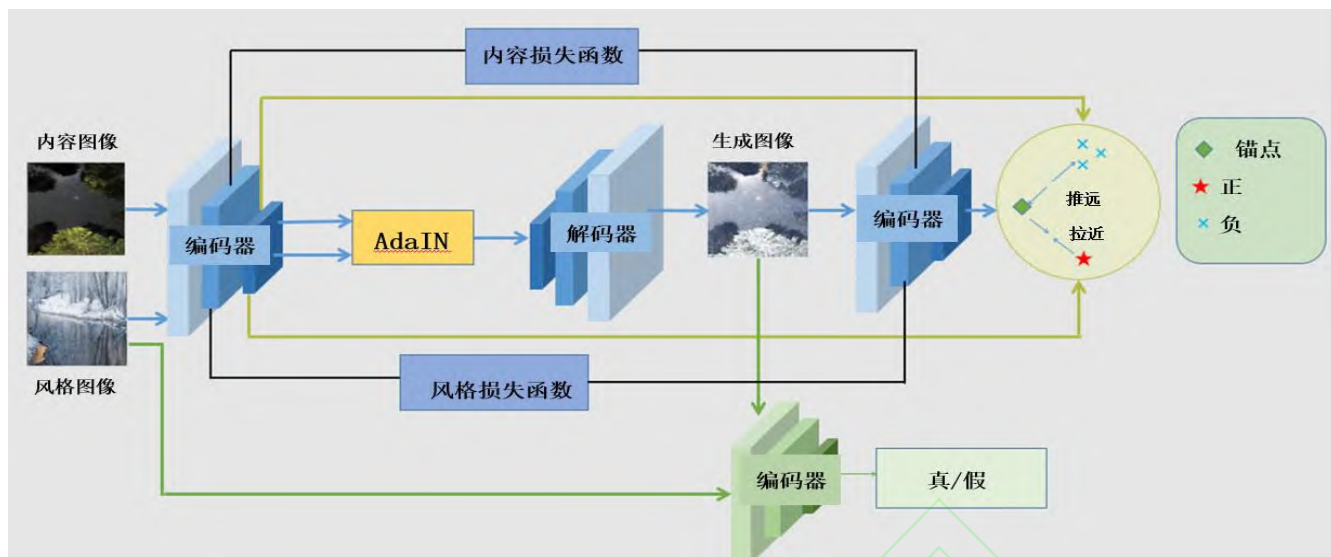 内容损失函数
内容图像
编码器
AdaIN
解码器
生成图像
编码器
推远
拉近
锚点
正
负
风格图像
风格损失函数
编码器
真/假